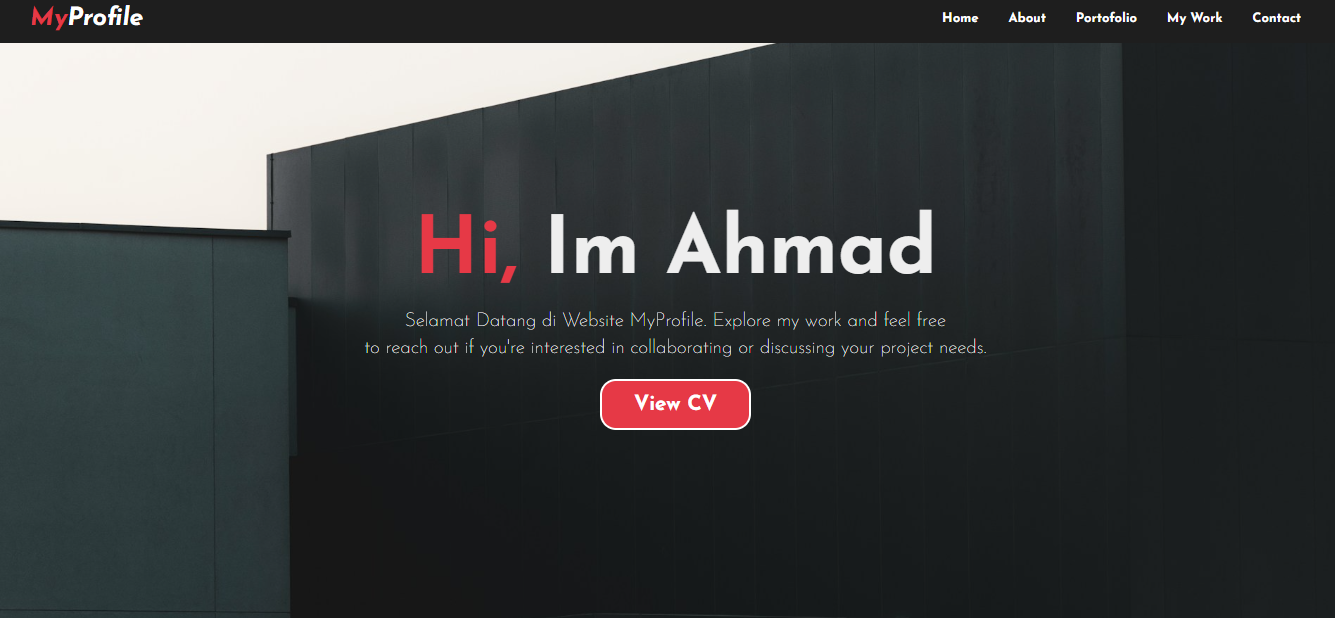 MyProfile
Home About Portofolio My Work Contact
Hi, Im Ahmad
Selamat Datang di Website MyProfile. Explore my work and feel free
to reach out if you're interested in collaborating or discussing your project needs.
View CV